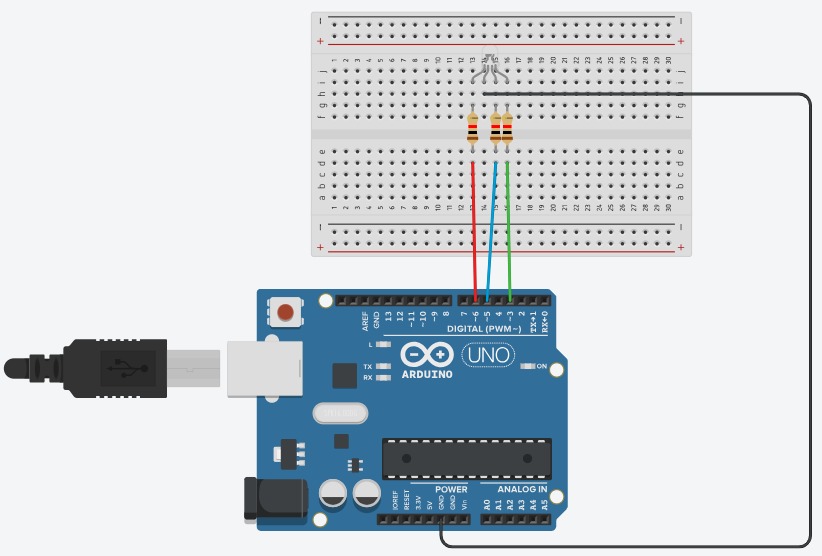 1 2 3 4 5 6 7 8 9 10 11 12 13 14 15 16 17 18 19 20 21 22 23 24 25 26 27 28 29 30
j j
i i
h h
g g
f f
e e
d d
c c
b b
a a
1 2 3 4 5 6 7 8 9 10 11 12 13 14 15 16 17 18 19 20 21 22 23 24 25 26 27 28 29 30
AREF GND 13 12 ~11 ~10 ~9 8 7 ~6 ~5 4 ~3 2 TX→1 RX←0
DIGITAL (PWM~)
L
TX
RX
UNO
ON
ARDUINO
POWER ANALOG IN
IOREF RESET 3.3V 5V GND GND Vin A0 A1 A2 A3 A4 A5